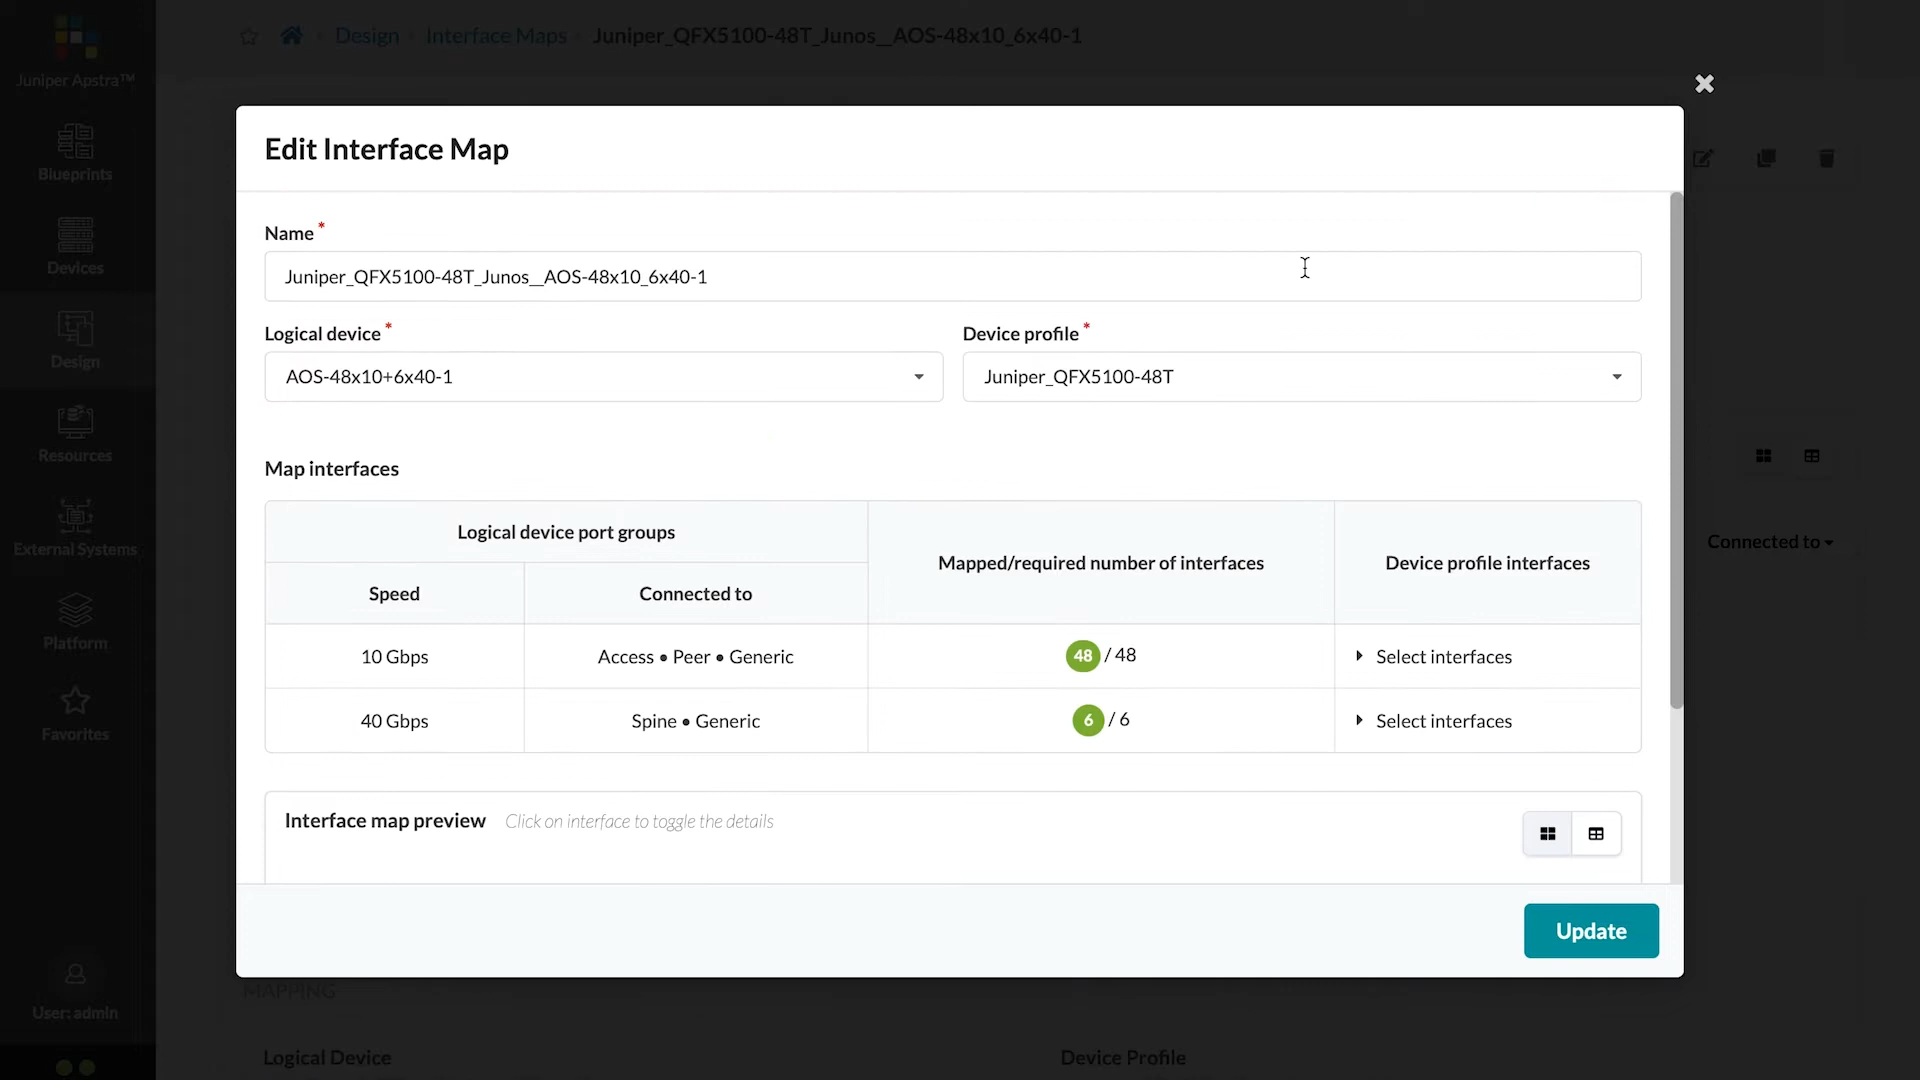 Juniper Apstra™
Design
Interface Maps
Juniper_QFX5100-48T_Junos__AOS-48x10_6x40-1
Blueprints
Devices
Design
Resources
External Systems
Platform
Favorites
User: admin
Edit Interface Map
Name *
Juniper_QFX5100-48T_Junos__AOS-48x10_6x40-1
Logical device *
Device profile *
AOS-48x10+6x40-1
Juniper_QFX5100-48T
Map interfaces
Logical device port groups
Mapped/required number of interfaces
Device profile interfaces
Speed
Connected to
10 Gbps
Access • Peer • Generic
48 / 48
Select interfaces
40 Gbps
Spine • Generic
6 / 6
Select interfaces
Interface map preview
Click on interface to toggle the details
Update
Connected to
MAPPING
Logical Device
Device Profile